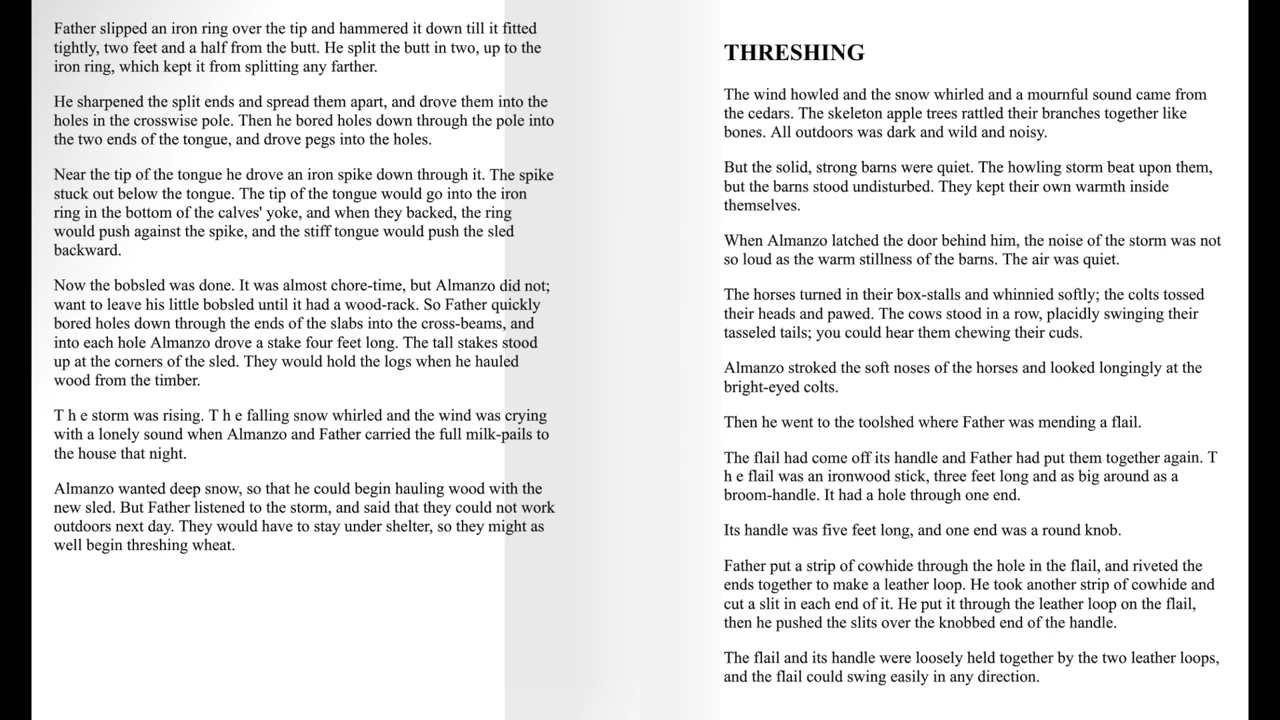 Father slipped an iron ring over the tip and hammered it down till it fitted
tightly, two feet and a half from the butt. He split the butt in two, up to the
iron ring, which kept it from splitting any farther.
He sharpened the split ends and spread them apart, and drove them into the
holes in the crosswise pole. Then he bored holes down through the pole into
the two ends of the tongue, and drove pegs into the holes.
Near the tip of the tongue he drove an iron spike down through it. The spike
stuck out below the tongue. The tip of the tongue would go into the iron
ring in the bottom of the calves' yoke, and when they backed, the ring
would push against the spike, and the stiff tongue would push the sled
backward.
Now the bobsled was done. It was almost chore-time, but Almanzo did not;
want to leave his little bobsled until it had a wood-rack. So Father quickly
bored holes down through the ends of the slabs into the cross-beams, and
into each hole Almanzo drove a stake four feet long. The tall stakes stood
up at the corners of the sled. They would hold the logs when he hauled
wood from the timber.
T h e storm was rising. T h e falling snow whirled and the wind was crying
with a lonely sound when Almanzo and Father carried the full milk-pails to
the house that night.
Almanzo wanted deep snow, so that he could begin hauling wood with the
new sled. But Father listened to the storm, and said that they could not work
outdoors next day. They would have to stay under shelter, so they might as
well begin threshing wheat.
THRESHING
The wind howled and the snow whirled and a mournful sound came from
the cedars. The skeleton apple trees rattled their branches together like
bones. All outdoors was dark and wild and noisy.
But the solid, strong barns were quiet. The howling storm beat upon them,
but the barns stood undisturbed. They kept their own warmth inside
themselves.
When Almanzo latched the door behind him, the noise of the storm was not
so loud as the warm stillness of the barns. The air was quiet.
The horses turned in their box-stalls and whinnied softly; the colts tossed
their heads and pawed. The cows stood in a row, placidly swinging their
tasseled tails; you could hear them chewing their cuds.
Almanzo stroked the soft noses of the horses and looked longingly at the
bright-eyed colts.
Then he went to the toolshed where Father was mending a flail.
The flail had come off its handle and Father had put them together again. T
h e flail was an ironwood stick, three feet long and as big around as a
broom-handle. It had a hole through one end.
Its handle was five feet long, and one end was a round knob.
Father put a strip of cowhide through the hole in the flail, and riveted the
ends together to make a leather loop. He took another strip of cowhide and
cut a slit in each end of it. He put it through the leather loop on the flail,
then he pushed the slits over the knobbed end of the handle.
The flail and its handle were loosely held together by the two leather loops,
and the flail could swing easily in any direction.